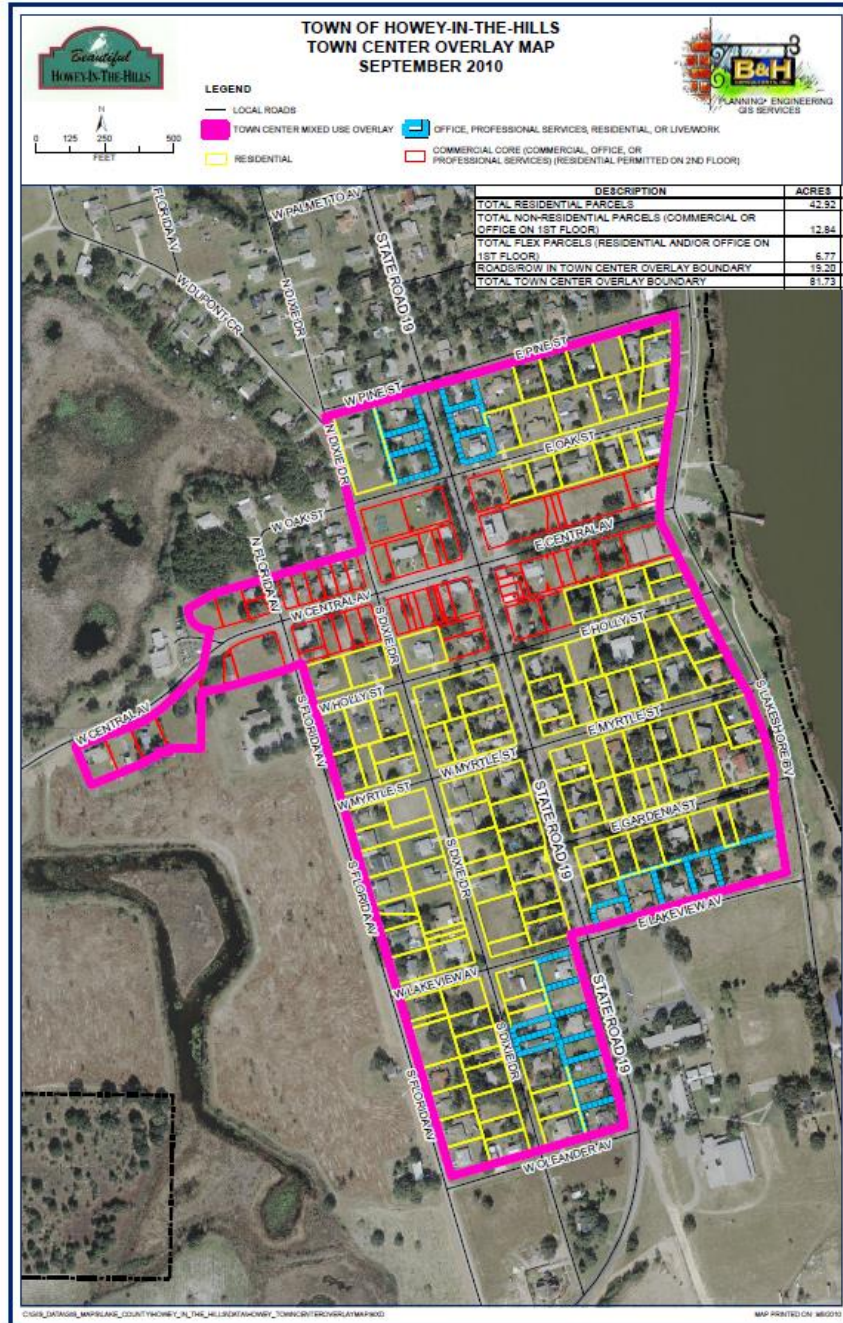 Beautiful
HOWEY-IN-THE-HILLS
TOWN OF HOWEY-IN-THE-HILLS
TOWN CENTER OVERLAY MAP
SEPTEMBER 2010
B&H
PLANNING• ENGINEERING
GIS SERVICES
N
0 125 250 500
FEET
LEGEND
LOCAL ROADS
TOWN CENTER MIXED USE OVERLAY
OFFICE, PROFESSIONAL SERVICES, RESIDENTIAL, OR LIVE/WORK
RESIDENTIAL
COMMERCIAL CORE (COMMERCIAL, OFFICE, OR
PROFESSIONAL SERVICES) (RESIDENTIAL PERMITTED ON 2ND FLOOR)
DESCRIPTION ACRES
TOTAL RESIDENTIAL PARCELS 42.92
TOTAL NON-RESIDENTIAL PARCELS (COMMERCIAL OR
OFFICE ON 1ST FLOOR) 12.84
TOTAL FLEX PARCELS (RESIDENTIAL AND/OR OFFICE ON
1ST FLOOR) 6.77
ROADS/ROW IN TOWN CENTER OVERLAY BOUNDARY 19.20
TOTAL TOWN CENTER OVERLAY BOUNDARY 81.73
FLORIDA AV
W PALMETTO AV
STATE ROAD 19
W DUPONT CR
N DIXIE DR
E PINE ST
W PINE ST
N DIXIE DR
E OAK ST
W OAK ST
N FLORIDA AV
E CENTRAL AV
W CENTRAL AV
S DIXIE DR
E HOLLY ST
W HOLLY ST
W CENTRAL AV
S FLORIDA AV
S LAKESHORE BV
E MYRTLE ST
W MYRTLE ST
W MYRTLE ST
STATE ROAD 19
E GARDENIA ST
S DIXIE DR
S FLORIDA AV
E LAKEVIEW AV
W LAKEVIEW AV
STATE ROAD 19
S DIXIE DR
S FLORIDA AV
W OLEANDER AV
MAP PRINTED ON: